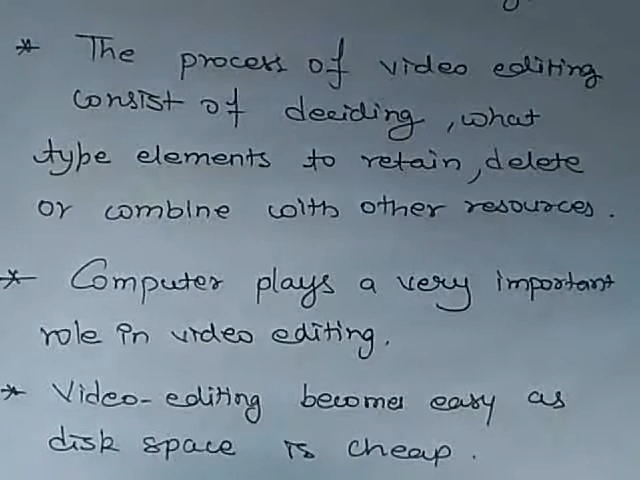 * The process of video editing
consist of deciding, what
type elements to retain, delete
or combine with other resources.
* Computer plays a very important
role in video editing.
* Video-editing becomes easy as
disk space is cheap.